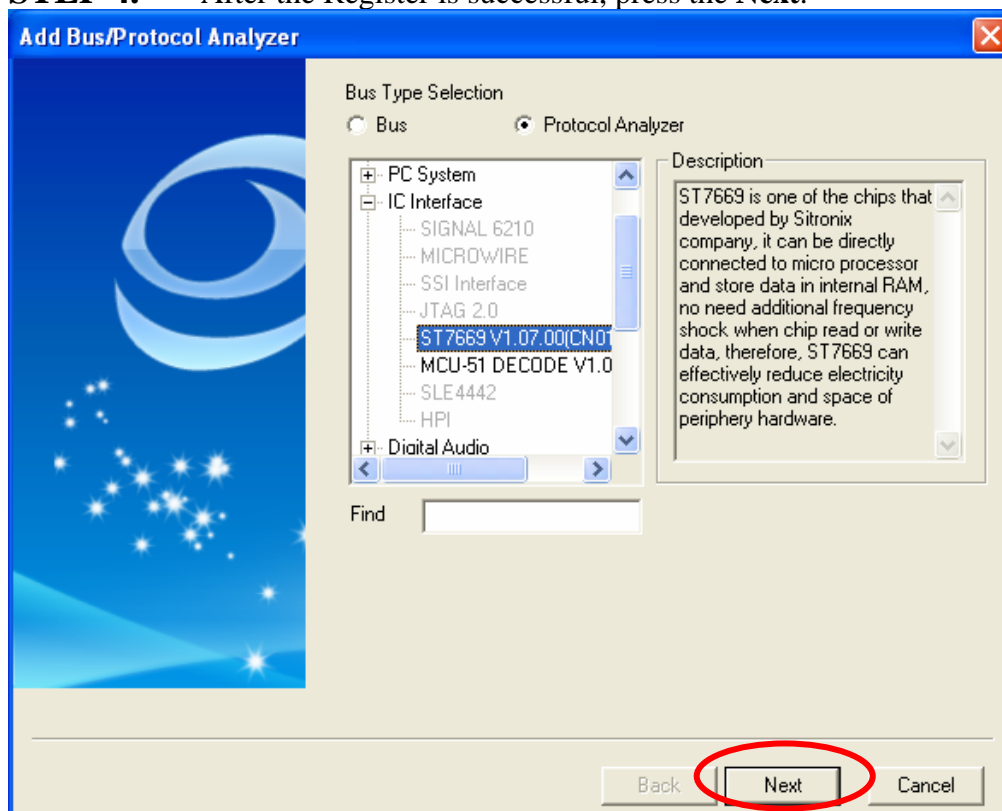 STEP 4. After the Register is successful, press the Next.
Add Bus/Protocol Analyzer
Bus Type Selection
Bus Protocol Analyzer
PC System
IC Interface
SIGNAL 6210
MICROWIRE
SSI Interface
JTAG 2.0
ST7669 V1.07.00(CN01
MCU-51 DECODE V1.0
SLE4442
HPI
Digital Audio
Description
ST7669 is one of the chips that
developed by Sitronix
company, it can be directly
connected to micro processor
and store data in internal RAM,
no need additional frequency
shock when chip read or write
data, therefore, ST7669 can
effectively reduce electricity
consumption and space of
periphery hardware.
Find
Back Next Cancel